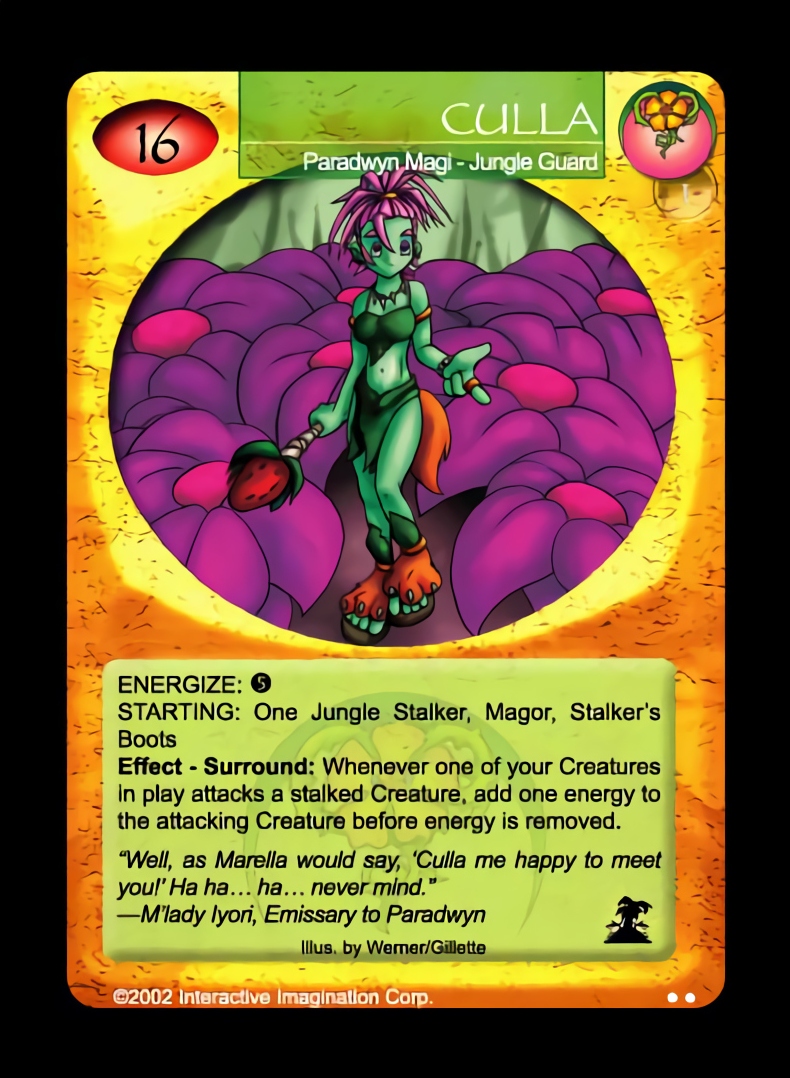 16
CULLA
Paradwyn Magi - Jungle Guard
ENERGIZE: 5
STARTING: One Jungle Stalker, Magor, Stalker's
Boots
Effect - Surround: Whenever one of your Creatures
in play attacks a stalked Creature, add one energy to
the attacking Creature before energy is removed.
“Well, as Marella would say, ‘Culla me happy to meet
you!’ Ha ha… ha… never mind.”
—M'lady Iyori, Emissary to Paradwyn
Illus. by Werner/Gillette
©2002 Interactive Imagination Corp.